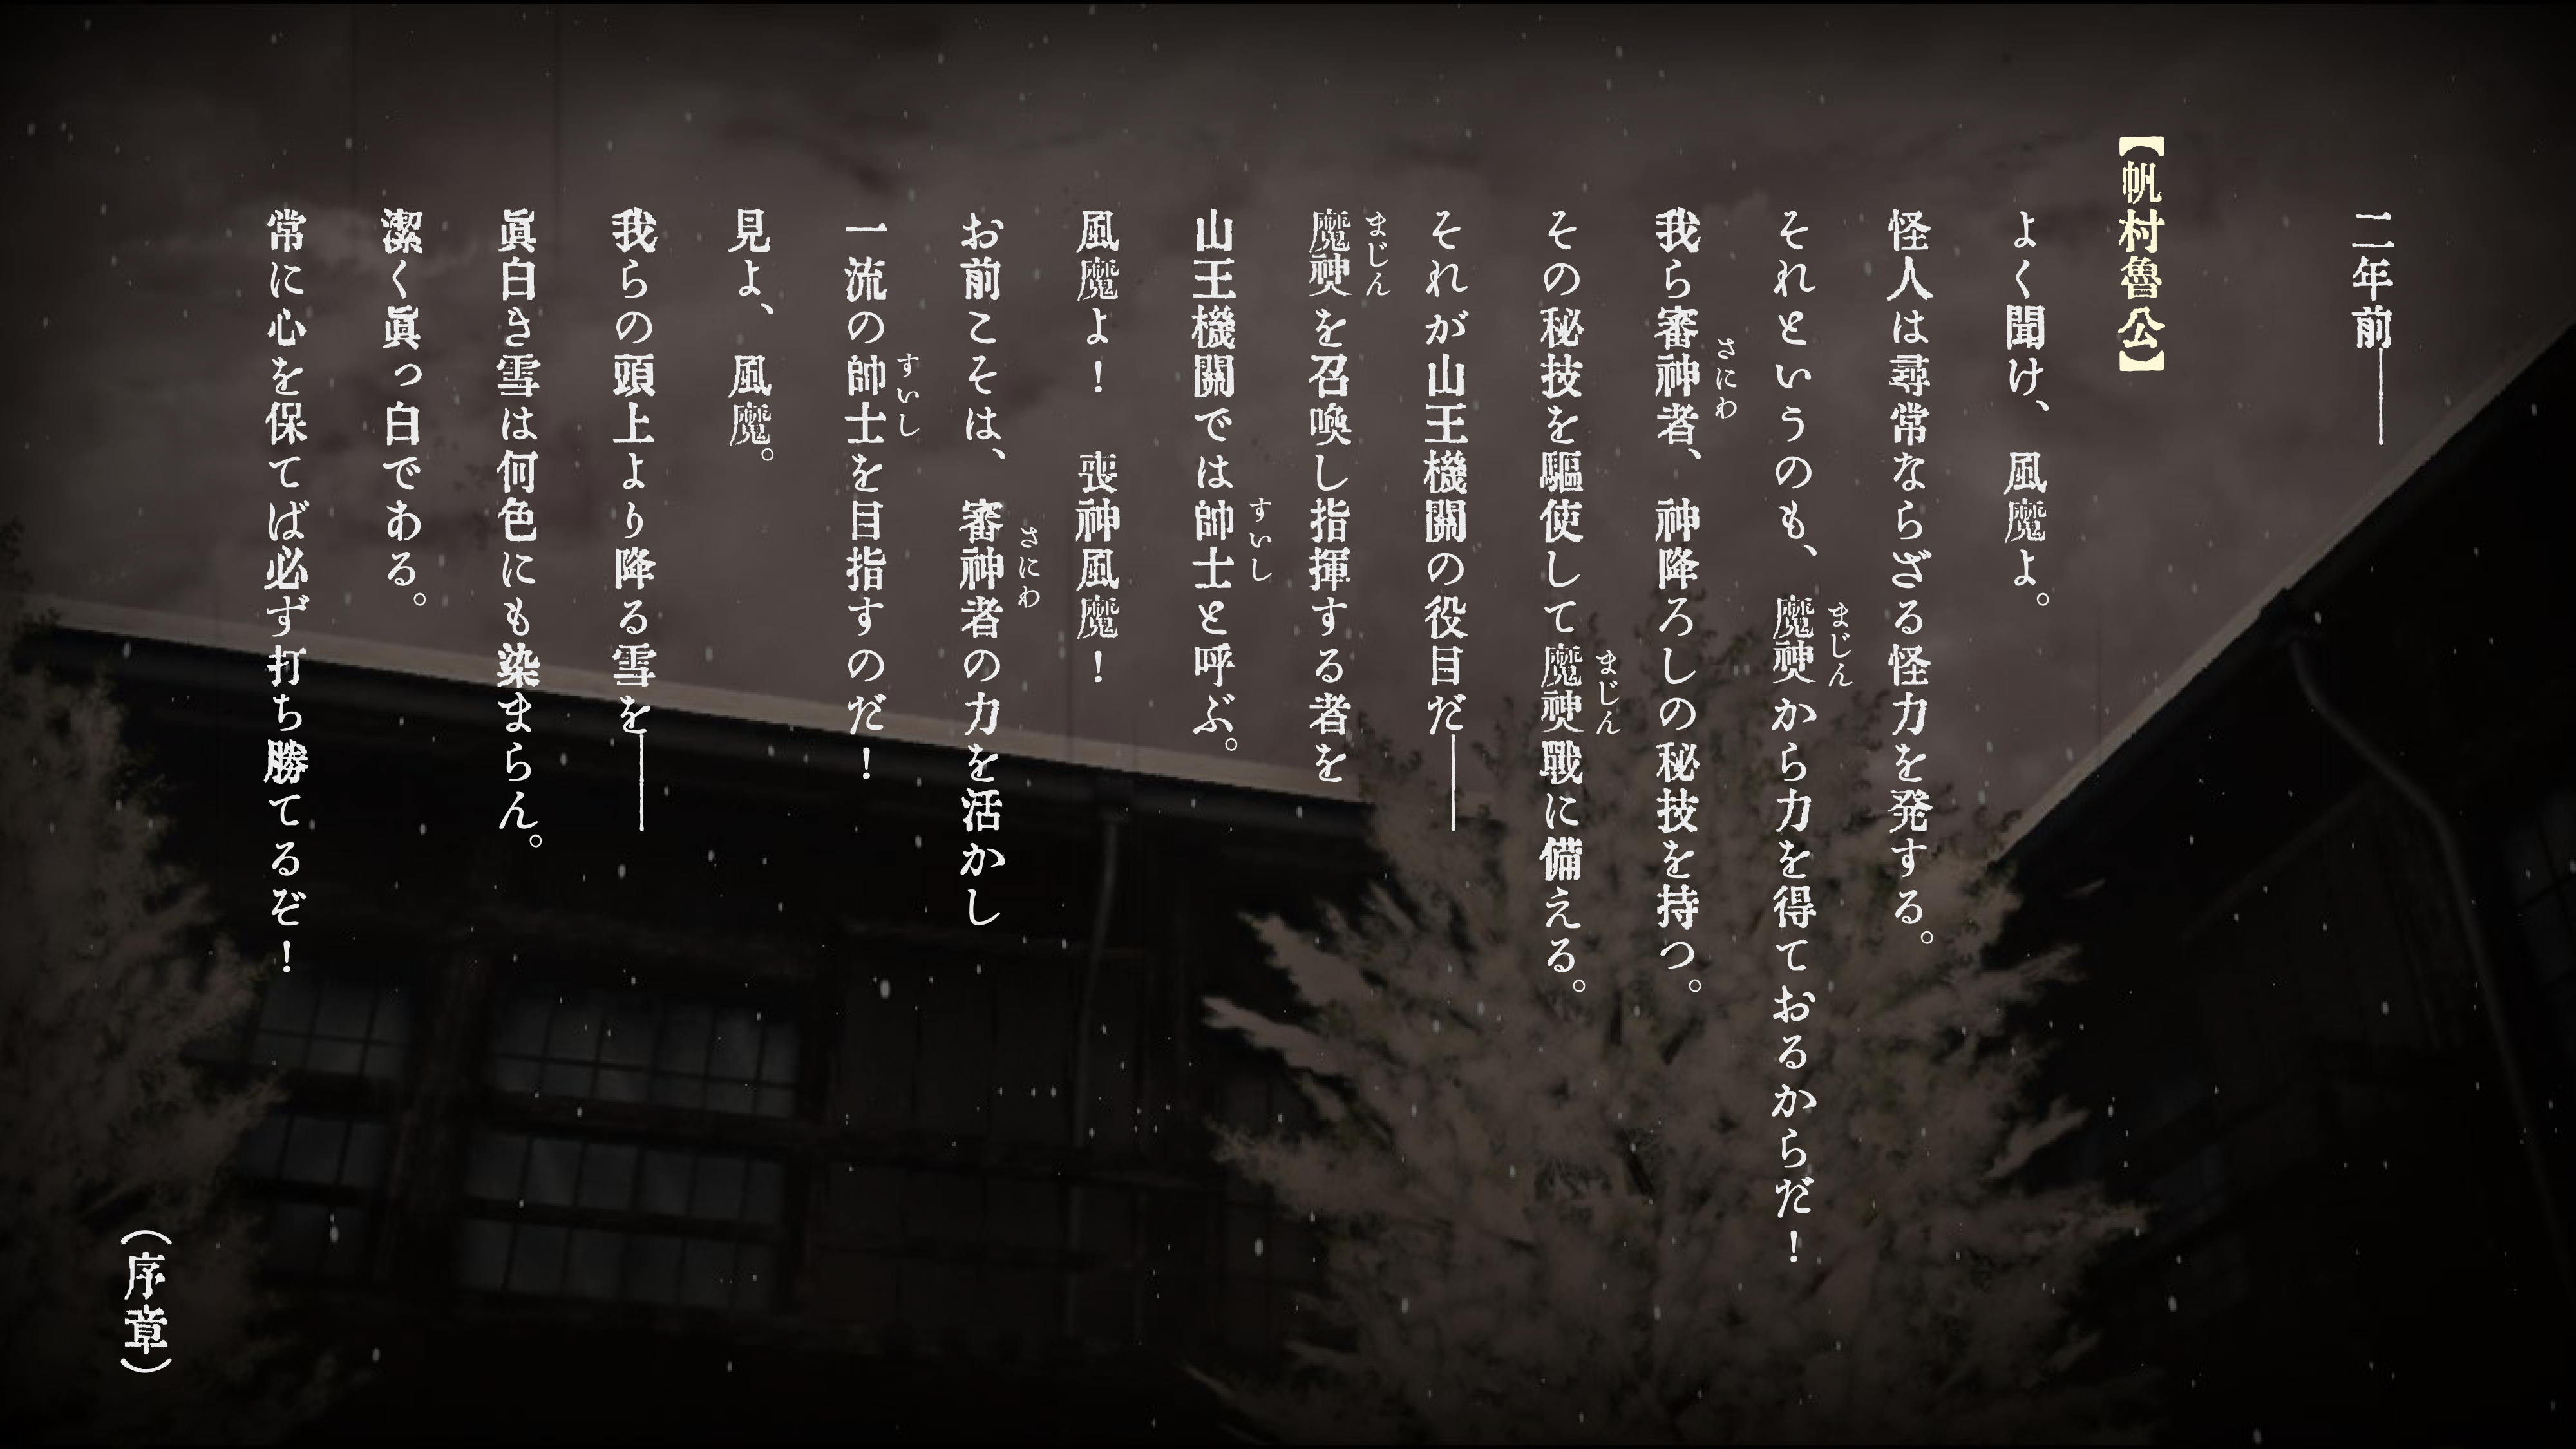 二年前――
【帆村魯公】
よく聞け、風魔よ。
怪人は尋常ならざる怪力を発する。
それというのも、魔神から力を得ておるからだ！
我ら審神者、神降ろしの秘技を持つ。
その秘技を驅使して魔神戰に備える。
それが山王機關の役目だ――
魔神を召喚し指揮する者を
山王機關では帥士と呼ぶ。
風魔よ！　喪神風魔！
お前こそは、審神者の力を活かし
一流の帥士を目指すのだ！
見よ、風魔。
我らの頭上より降る雪を――
眞白き雪は何色にも染まらん。
潔く眞っ白である。
常に心を保てば必ず打ち勝てるぞ！
（序章）